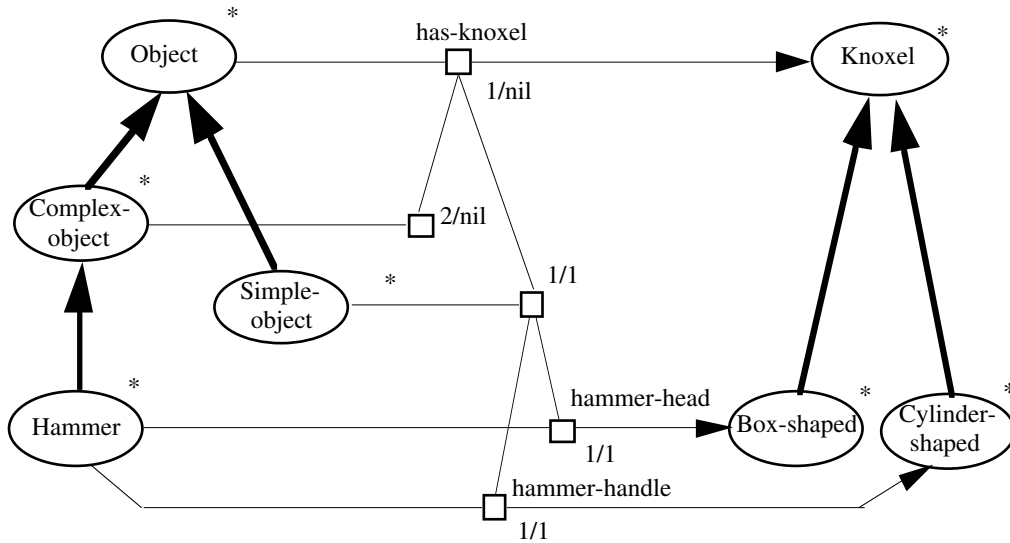 *
has-knoxel
*
Object
Knoxel
1/nil
*
Complex-
object
2/nil
1/1
*
Simple-
object
*
hammer-head
*
*
Hammer
Box-shaped
Cylinder-
shaped
1/1
hammer-handle
1/1